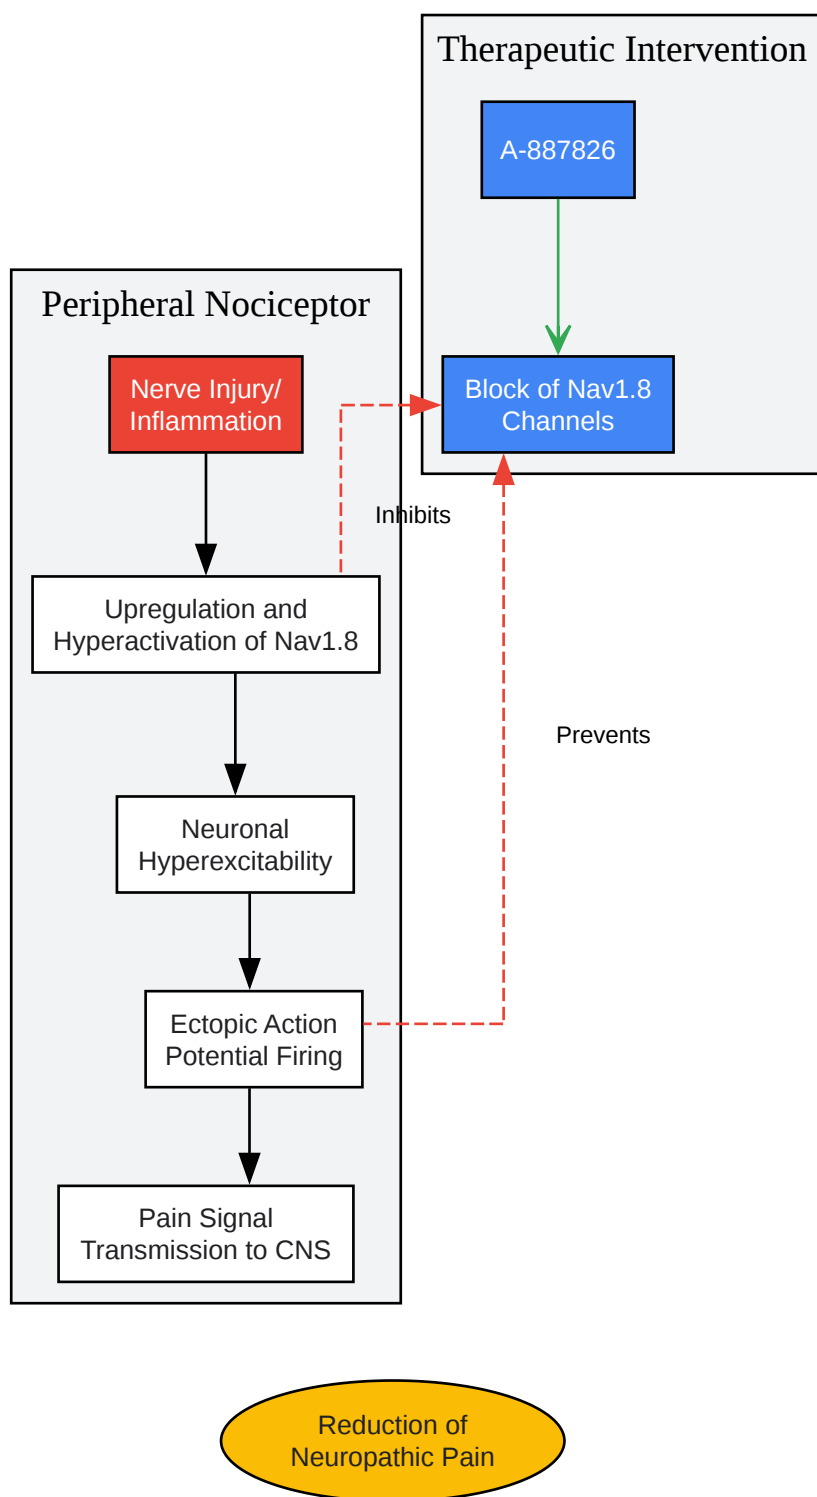 Therapeutic Intervention
A-887826
Peripheral Nociceptor
Nerve Injury/
Inflammation
Block of Nav1.8
Channels
Inhibits
Upregulation and
Hyperactivation of Nav1.8
Prevents
Neuronal
Hyperexcitability
Ectopic Action
Potential Firing
Pain Signal
Transmission to CNS
Reduction of
Neuropathic Pain